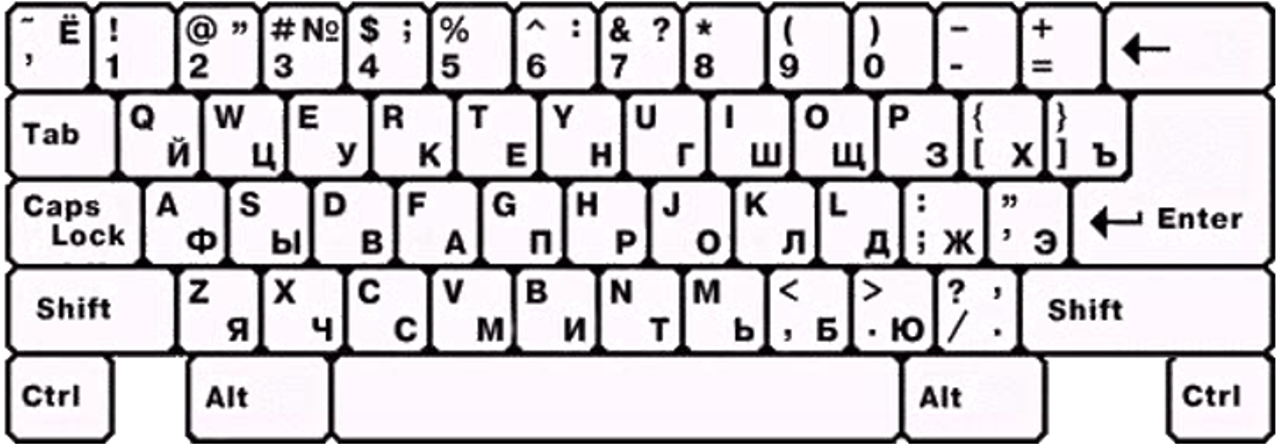 ~ Ё ! @ ” # № $ ; % ^ : & ? * ( ) – +
’ 1 2 3 4 5 6 7 8 9 0 - =
Tab Q W E R T Y U I O P { }
Й Ц У К Е Н Г Ш Щ З [ Х ] Ъ
Caps A S D F G H J K L : ” Enter
Lock Ф Ы В А П Р О Л Д ; Ж ’ Э
Shift Z X C V B N M < > ? , Shift
Я Ч С М И Т Ь , Б . Ю / .
Ctrl Alt Alt Ctrl